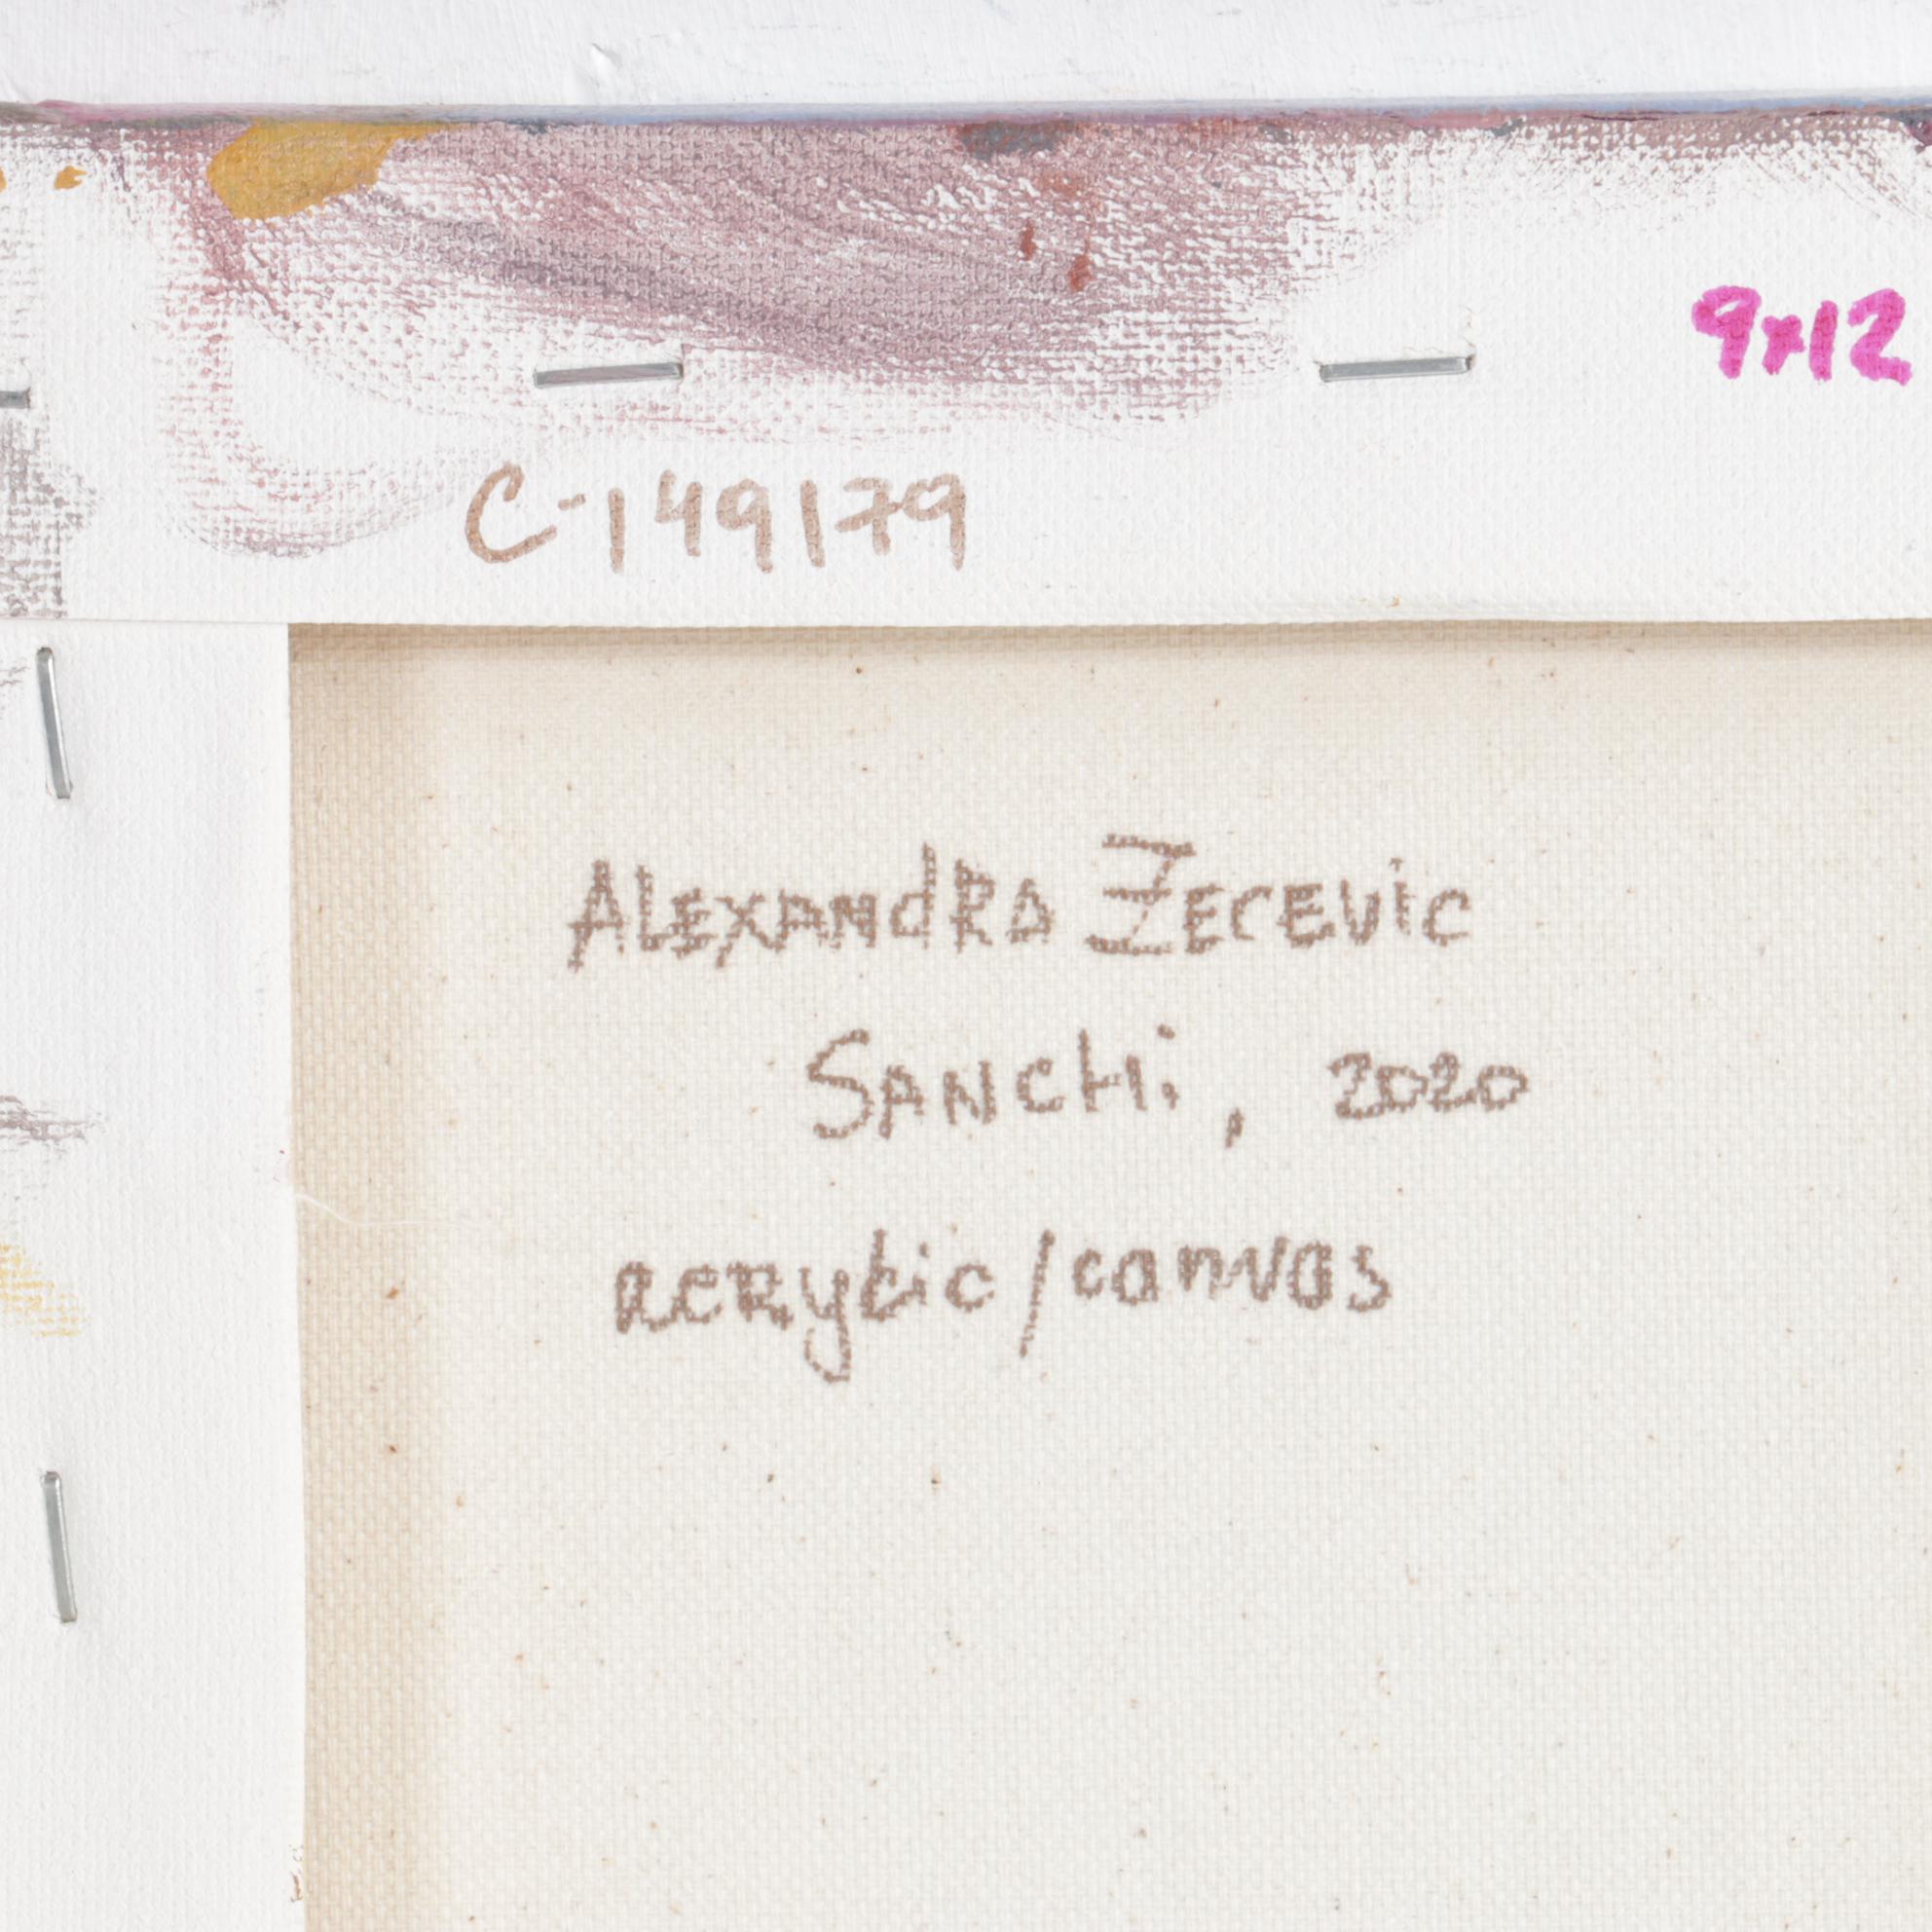 9x12
C-149179
ALEXANdRA ZECEVIC
SANCHi, 2020
acRylic/canvas